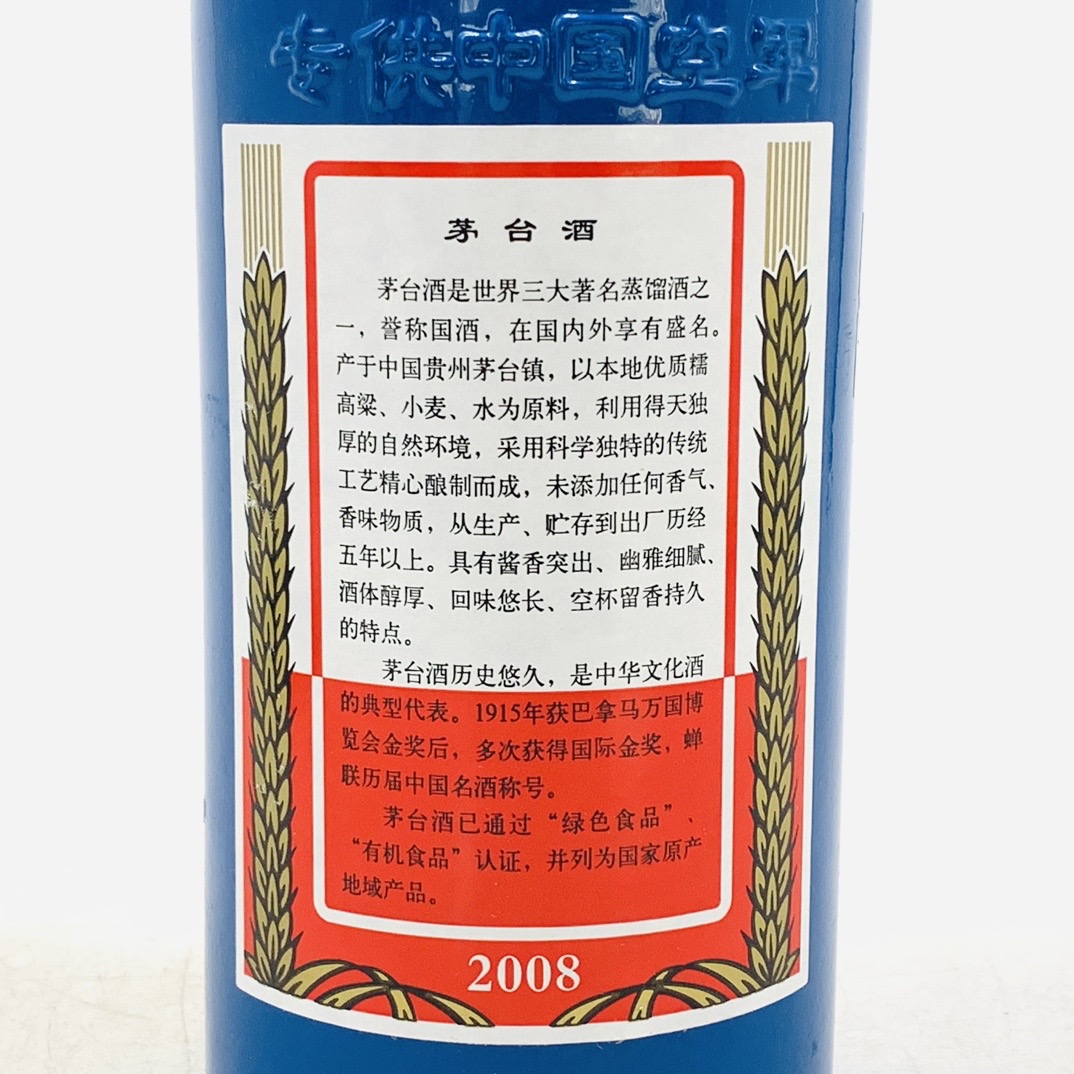 专供中国空军
茅台酒
茅台酒是世界三大著名蒸馏酒之
一，誉称国酒，在国内外享有盛名。
产于中国贵州茅台镇，以本地优质糯
高粱、小麦、水为原料，利用得天独
厚的自然环境，采用科学独特的传统
工艺精心酿制而成，未添加任何香气、
香味物质，从生产、贮存到出厂历经
五年以上。具有酱香突出、幽雅细腻、
酒体醇厚、回味悠长、空杯留香持久
的特点。
茅台酒历史悠久，是中华文化酒
的典型代表。1915年获巴拿马万国博
览会金奖后，多次获得国际金奖，蝉
联历届中国名酒称号。
茅台酒已通过“绿色食品”、
“有机食品”认证，并列为国家原产
地域产品。
2008